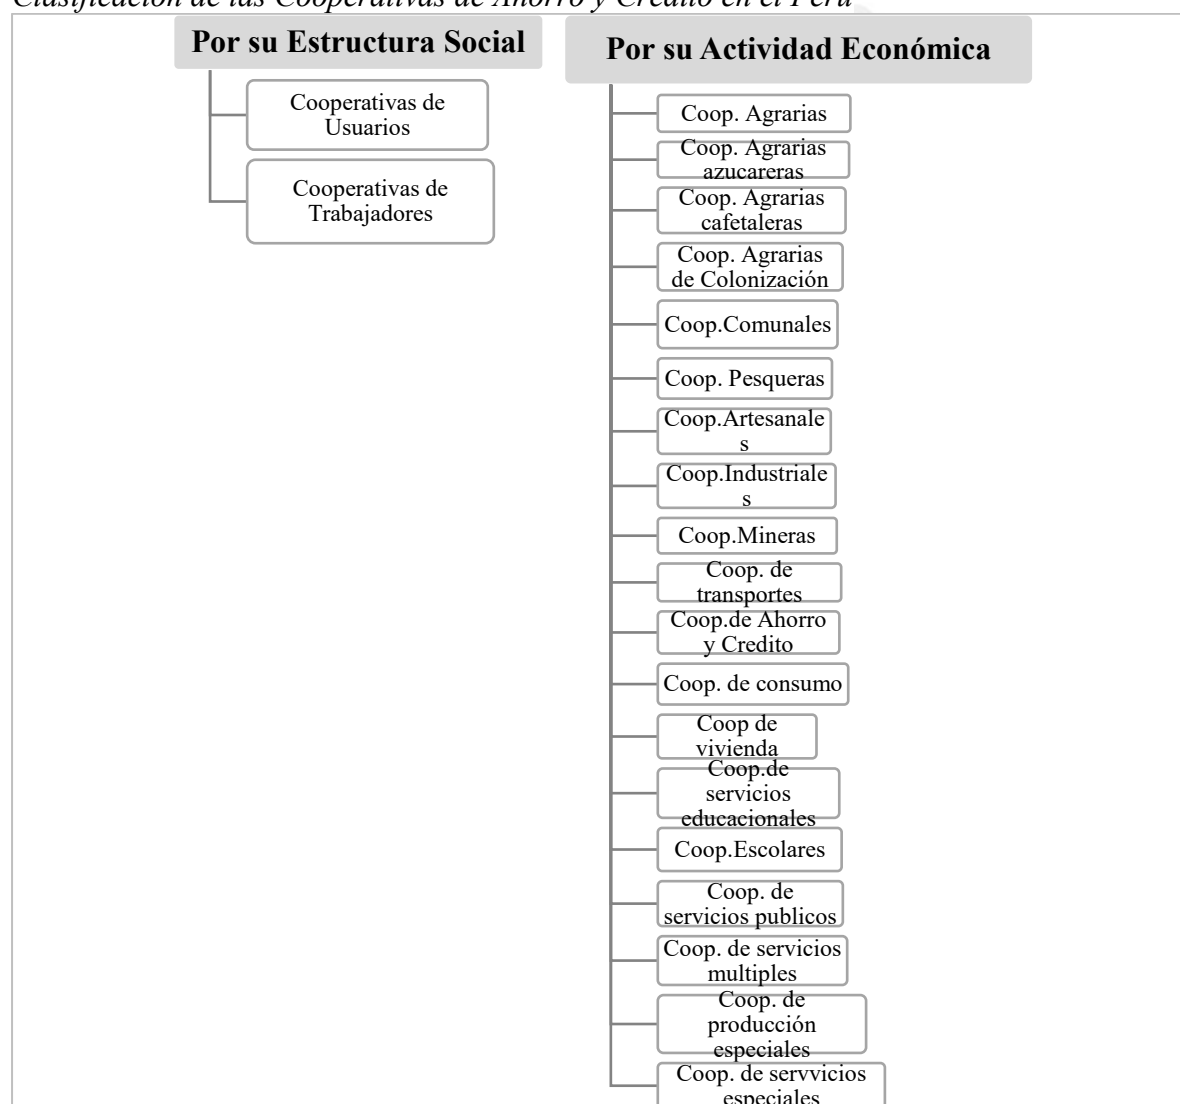 Clasificación de las Cooperativas de Ahorro y Crédito en el Perú
Por su Estructura Social
Cooperativas de
Usuarios
Cooperativas de
Trabajadores
Por su Actividad Económica
Coop. Agrarias
Coop. Agrarias
azucareras
Coop. Agrarias
cafetaleras
Coop. Agrarias
de Colonización
Coop.Comunales
Coop. Pesqueras
Coop.Artesanale
s
Coop.Industriale
s
Coop.Mineras
Coop. de
transportes
Coop.de Ahorro
y Credito
Coop. de consumo
Coop de
vivienda
Coop.de
servicios
educacionales
Coop.Escolares
Coop. de
servicios publicos
Coop. de servicios
multiples
Coop. de
producción
especiales
Coop. de servvicios
especiales